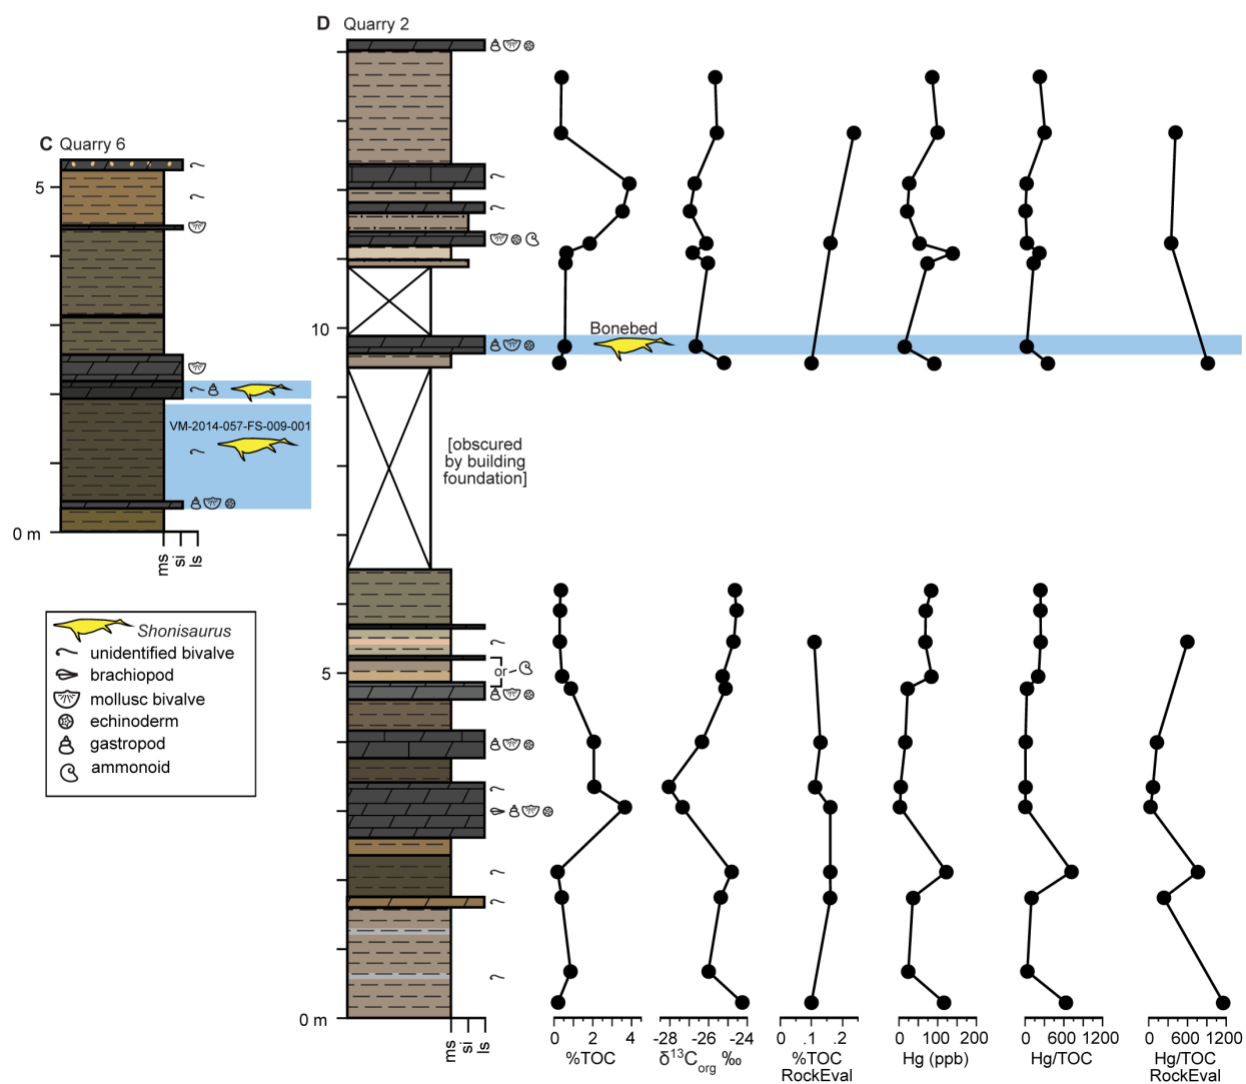 D Quarry 2
C Quarry 6
5
VM-2014-057-FS-009-001
0 m
ms
si
ls
Shonisaurus
unidentified bivalve
brachiopod
mollusc bivalve
echinoderm
gastropod
ammonoid
10
Bonebed
[obscured
by building
foundation]
or
5
0 m
ms
si
ls
0 2 4
%TOC
-28 -26 -24
δ¹³Corg ‰
0 .1 .2
%TOC
RockEval
0 100 200
Hg (ppb)
0 600 1200
Hg/TOC
0 600 1200
Hg/TOC
RockEval